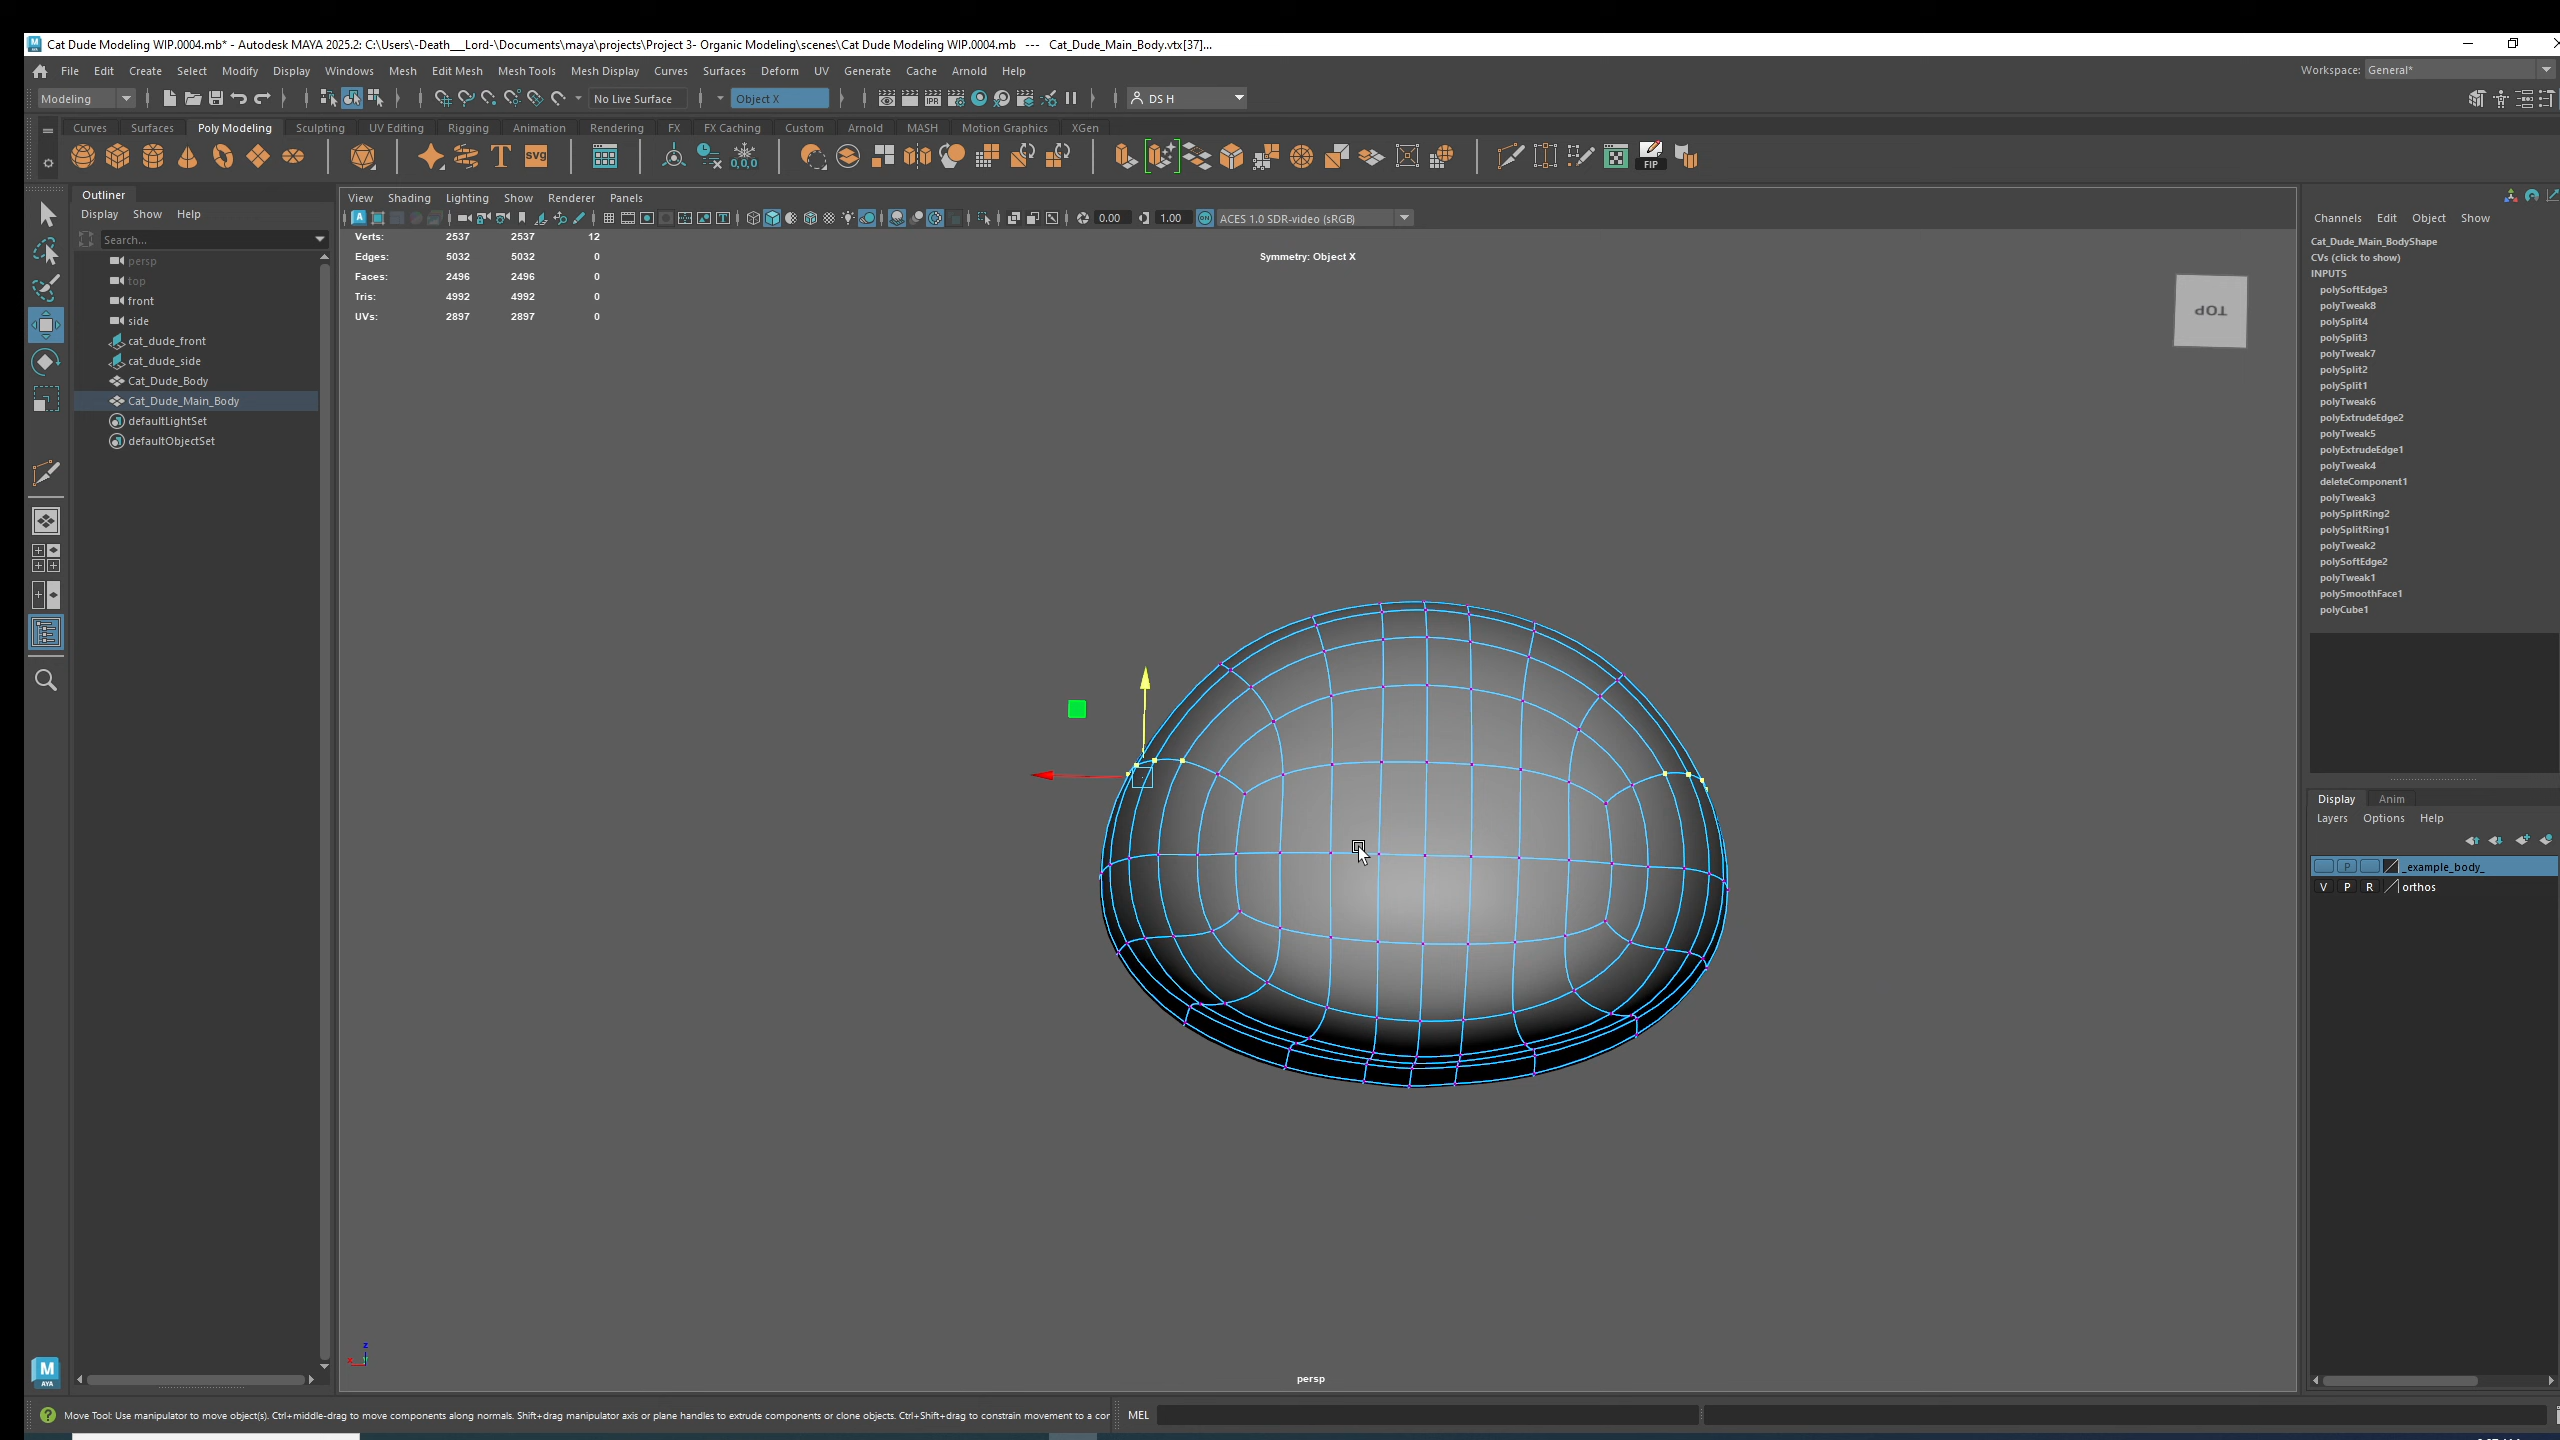 Cat Dude Modeling WIP.0004.mb* - Autodesk MAYA 2025.2: C:\Users\-Death___Lord-\Documents\maya\projects\Project 3- Organic Modeling\scenes\Cat Dude Modeling WIP.0004.mb --- Cat_Dude_Main_Body.vtx[37]...
File Edit Create Select Modify Display Windows Mesh Edit Mesh Mesh Tools Mesh Display Curves Surfaces Deform UV Generate Cache Arnold Help Workspace: General*
Modeling No Live Surface Object X IPR DS H
Curves Surfaces Poly Modeling Sculpting UV Editing Rigging Animation Rendering FX FX Caching Custom Arnold MASH Motion Graphics XGen
T svg 0,0,0 FIP
Outliner
Display Show Help
Search...
persp
top
front
side
cat_dude_front
cat_dude_side
Cat_Dude_Body
Cat_Dude_Main_Body
defaultLightSet
defaultObjectSet
View Shading Lighting Show Renderer Panels
0.00 1.00 ON ACES 1.0 SDR-video (sRGB)
Verts: 2537 2537 12
Edges: 5032 5032 0
Faces: 2496 2496 0
Tris: 4992 4992 0
UVs: 2897 2897 0
Symmetry: Object X
TOP
z
x
persp
Channels Edit Object Show
Cat_Dude_Main_BodyShape
CVs (click to show)
INPUTS
polySoftEdge3
polyTweak8
polySplit4
polySplit3
polyTweak7
polySplit2
polySplit1
polyTweak6
polyExtrudeEdge2
polyTweak5
polyExtrudeEdge1
polyTweak4
deleteComponent1
polyTweak3
polySplitRing2
polySplitRing1
polyTweak2
polySoftEdge2
polyTweak1
polySmoothFace1
polyCube1
Display Anim
Layers Options Help
P _example_body_
V P R orthos
M
AYA
Move Tool: Use manipulator to move object(s). Ctrl+middle-drag to move components along normals. Shift+drag manipulator axis or plane handles to extrude components or clone objects. Ctrl+Shift+drag to constrain movement to a cor
MEL